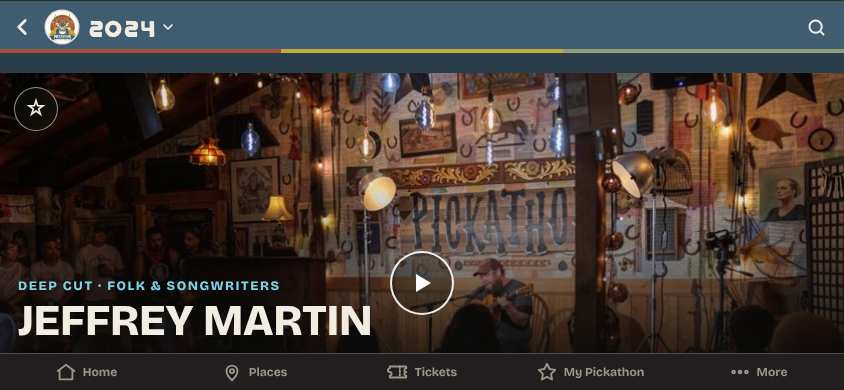 2024
PICKATHO
DEEP CUT · FOLK & SONGWRITERS
JEFFREY MARTIN
Home
Places
Tickets
My Pickathon
More